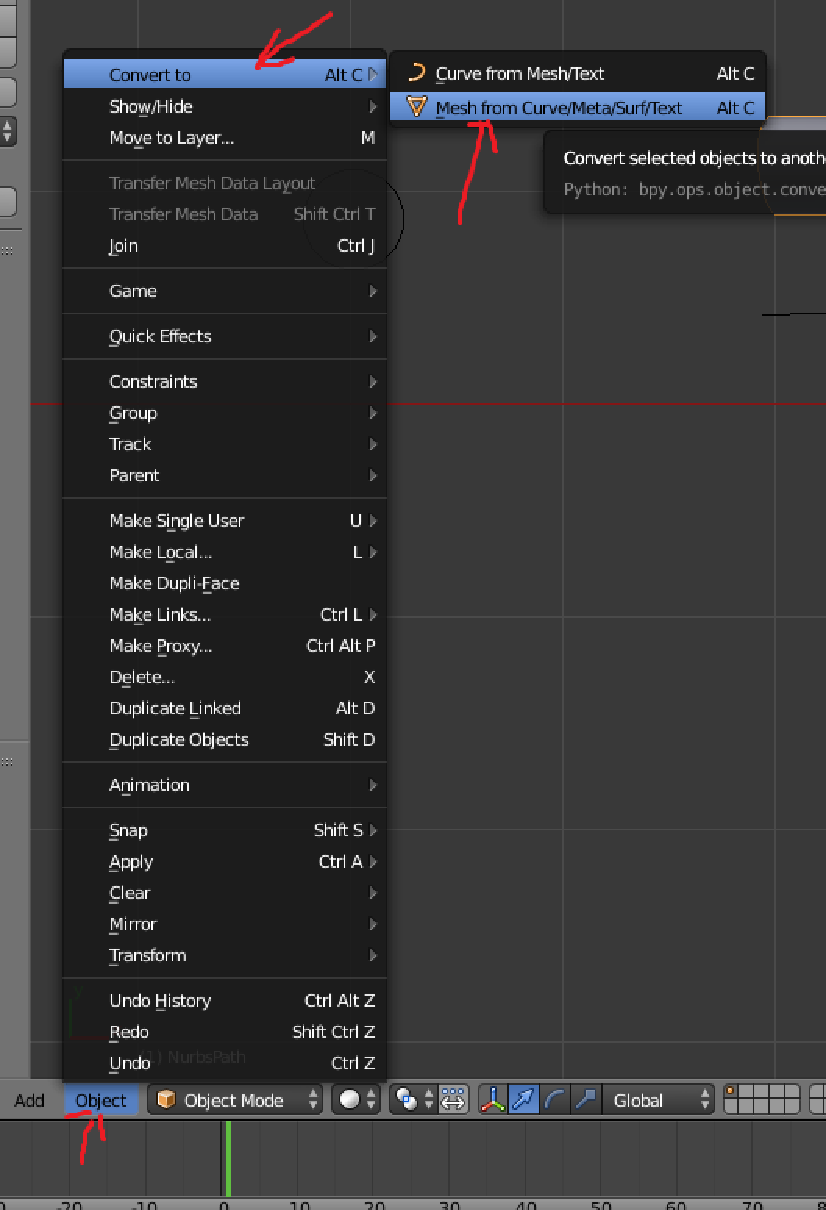 Convert to Alt C
Curve from Mesh/Text Alt C
Show/Hide
Mesh from Curve/Meta/Surf/Text Alt C
Move to Layer... M
Convert selected objects to
Transfer Mesh Data Layout
Python: bpy.ops.object.
Transfer Mesh Data Shift Ctrl T
Join Ctrl J
Game
Quick Effects
Constraints
Group
Track
Parent
Make Single User U
Make Local... L
Make Dupli-Face
Make Links... Ctrl L
Make Proxy... Ctrl Alt P
Delete... X
Duplicate Linked Alt D
Duplicate Objects Shift D
Animation
Snap Shift S
Apply Ctrl A
Clear
Mirror
Transform
Undo History Ctrl Alt Z
Redo Shift Ctrl Z
(1) NurbsPath
Undo Ctrl Z
Add Object Object Mode Global
-20 -10 0 10 20 30 40 50 60 70